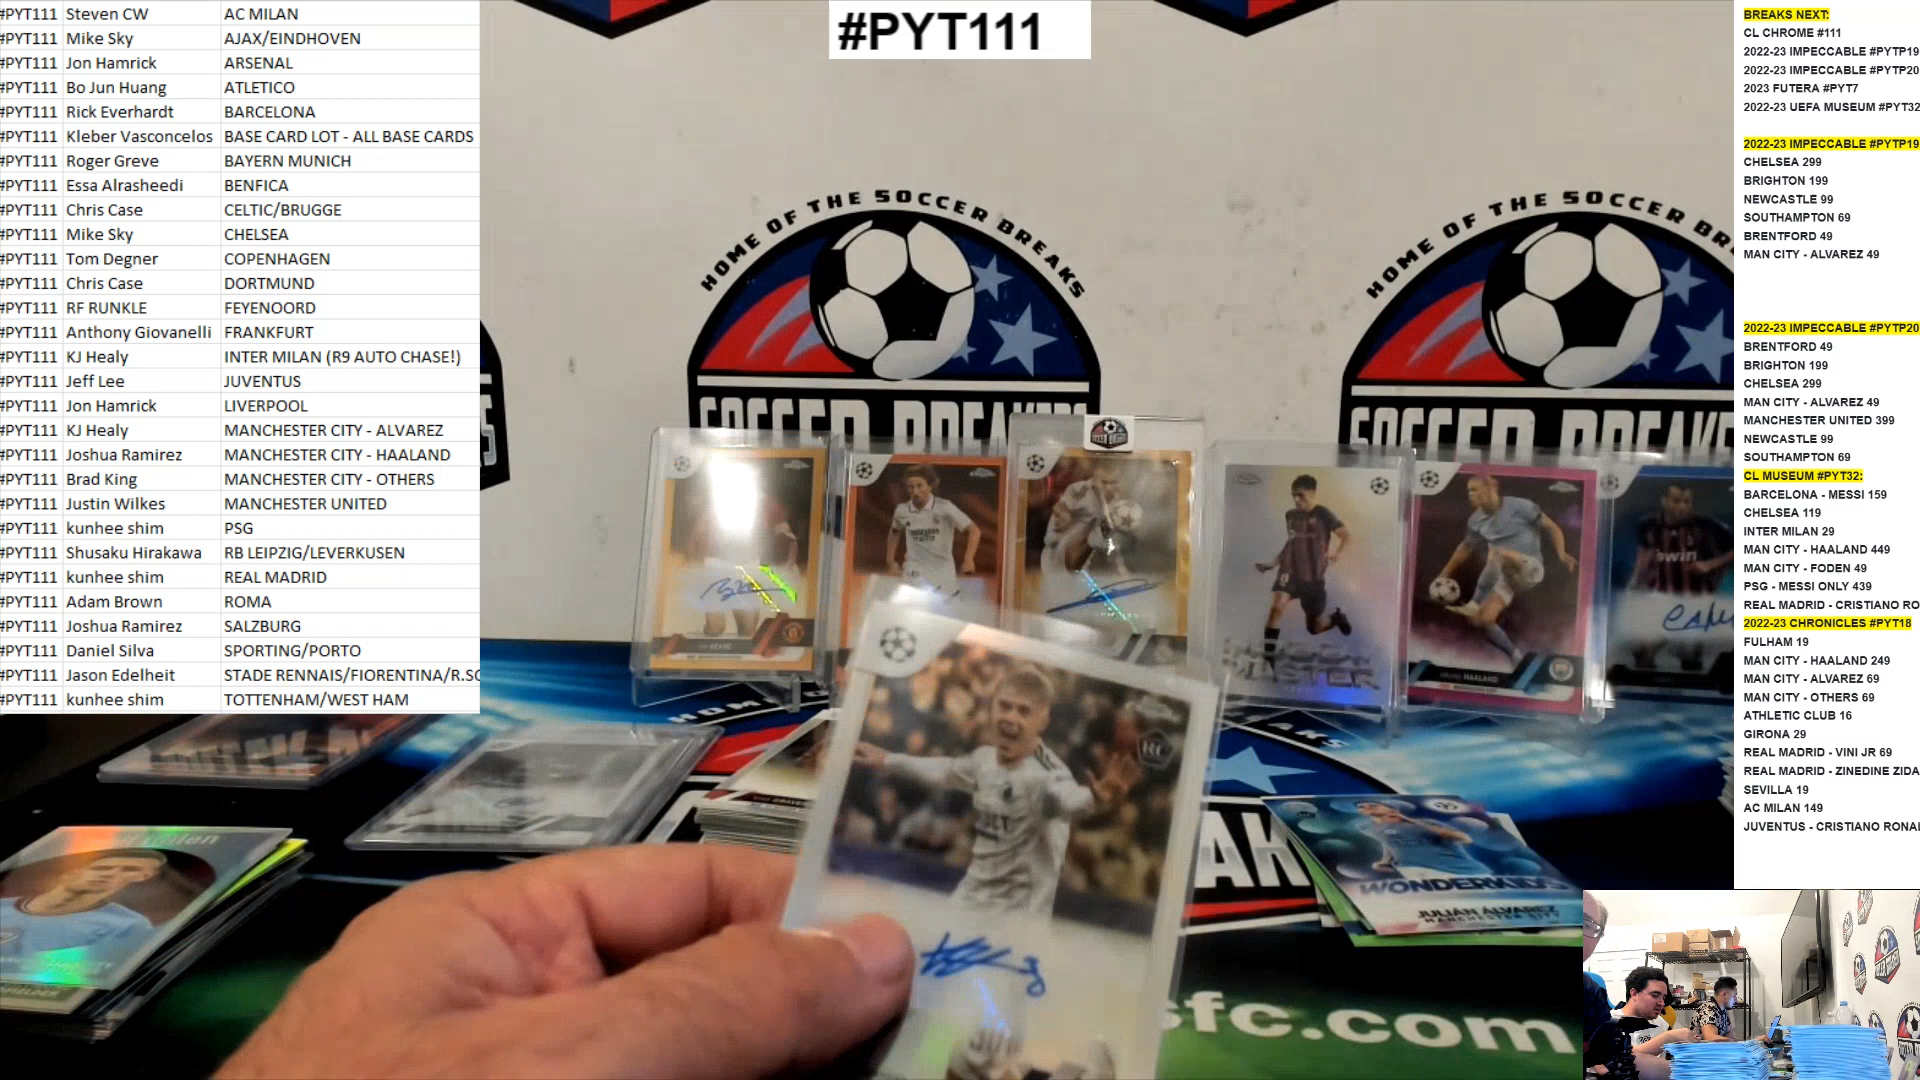 #PYT111
#PYT111 Steven CW AC MILAN
#PYT111 Mike Sky AJAX/EINDHOVEN
#PYT111 Jon Hamrick ARSENAL
#PYT111 Bo Jun Huang ATLETICO
#PYT111 Rick Everhardt BARCELONA
#PYT111 Kleber Vasconcelos BASE CARD LOT - ALL BASE CARDS
#PYT111 Roger Greve BAYERN MUNICH
#PYT111 Essa Alrasheedi BENFICA
#PYT111 Chris Case CELTIC/BRUGGE
#PYT111 Mike Sky CHELSEA
#PYT111 Tom Degner COPENHAGEN
#PYT111 Chris Case DORTMUND
#PYT111 RF RUNKLE FEYENOORD
#PYT111 Anthony Giovanelli FRANKFURT
#PYT111 KJ Healy INTER MILAN (R9 AUTO CHASE!)
#PYT111 Jeff Lee JUVENTUS
#PYT111 Jon Hamrick LIVERPOOL
#PYT111 KJ Healy MANCHESTER CITY - ALVAREZ
#PYT111 Joshua Ramirez MANCHESTER CITY - HAALAND
#PYT111 Brad King MANCHESTER CITY - OTHERS
#PYT111 Justin Wilkes MANCHESTER UNITED
#PYT111 kunhee shim PSG
#PYT111 Shusaku Hirakawa RB LEIPZIG/LEVERKUSEN
#PYT111 kunhee shim REAL MADRID
#PYT111 Adam Brown ROMA
#PYT111 Joshua Ramirez SALZBURG
#PYT111 Daniel Silva SPORTING/PORTO
#PYT111 Jason Edelheit STADE RENNAIS/FIORENTINA/R.SC
#PYT111 kunhee shim TOTTENHAM/WEST HAM
HOME OF THE SOCCER BREAKS
SOCCER BREAKERS
HOME OF THE SOCCER BR
SOCCER BREAKE
HAALAND
RC
WONDERKIDS
JULIAN ALVAREZ
MANCHESTER CITY
sfc.com
BREAKS NEXT:
CL CHROME #111
2022-23 IMPECCABLE #PYTP19
2022-23 IMPECCABLE #PYTP20
2023 FUTERA #PYT7
2022-23 UEFA MUSEUM #PYT32
2022-23 IMPECCABLE #PYTP19
CHELSEA 299
BRIGHTON 199
NEWCASTLE 99
SOUTHAMPTON 69
BRENTFORD 49
MAN CITY - ALVAREZ 49
2022-23 IMPECCABLE #PYTP20
BRENTFORD 49
BRIGHTON 199
CHELSEA 299
MAN CITY - ALVAREZ 49
MANCHESTER UNITED 399
NEWCASTLE 99
SOUTHAMPTON 69
CL MUSEUM #PYT32:
BARCELONA - MESSI 159
CHELSEA 119
INTER MILAN 29
MAN CITY - HAALAND 449
MAN CITY - FODEN 49
PSG - MESSI ONLY 439
REAL MADRID - CRISTIANO RO
2022-23 CHRONICLES #PYT18
FULHAM 19
MAN CITY - HAALAND 249
MAN CITY - ALVAREZ 69
MAN CITY - OTHERS 69
ATHLETIC CLUB 16
GIRONA 29
REAL MADRID - VINI JR 69
REAL MADRID - ZINEDINE ZIDA
SEVILLA 19
AC MILAN 149
JUVENTUS - CRISTIANO RONAL